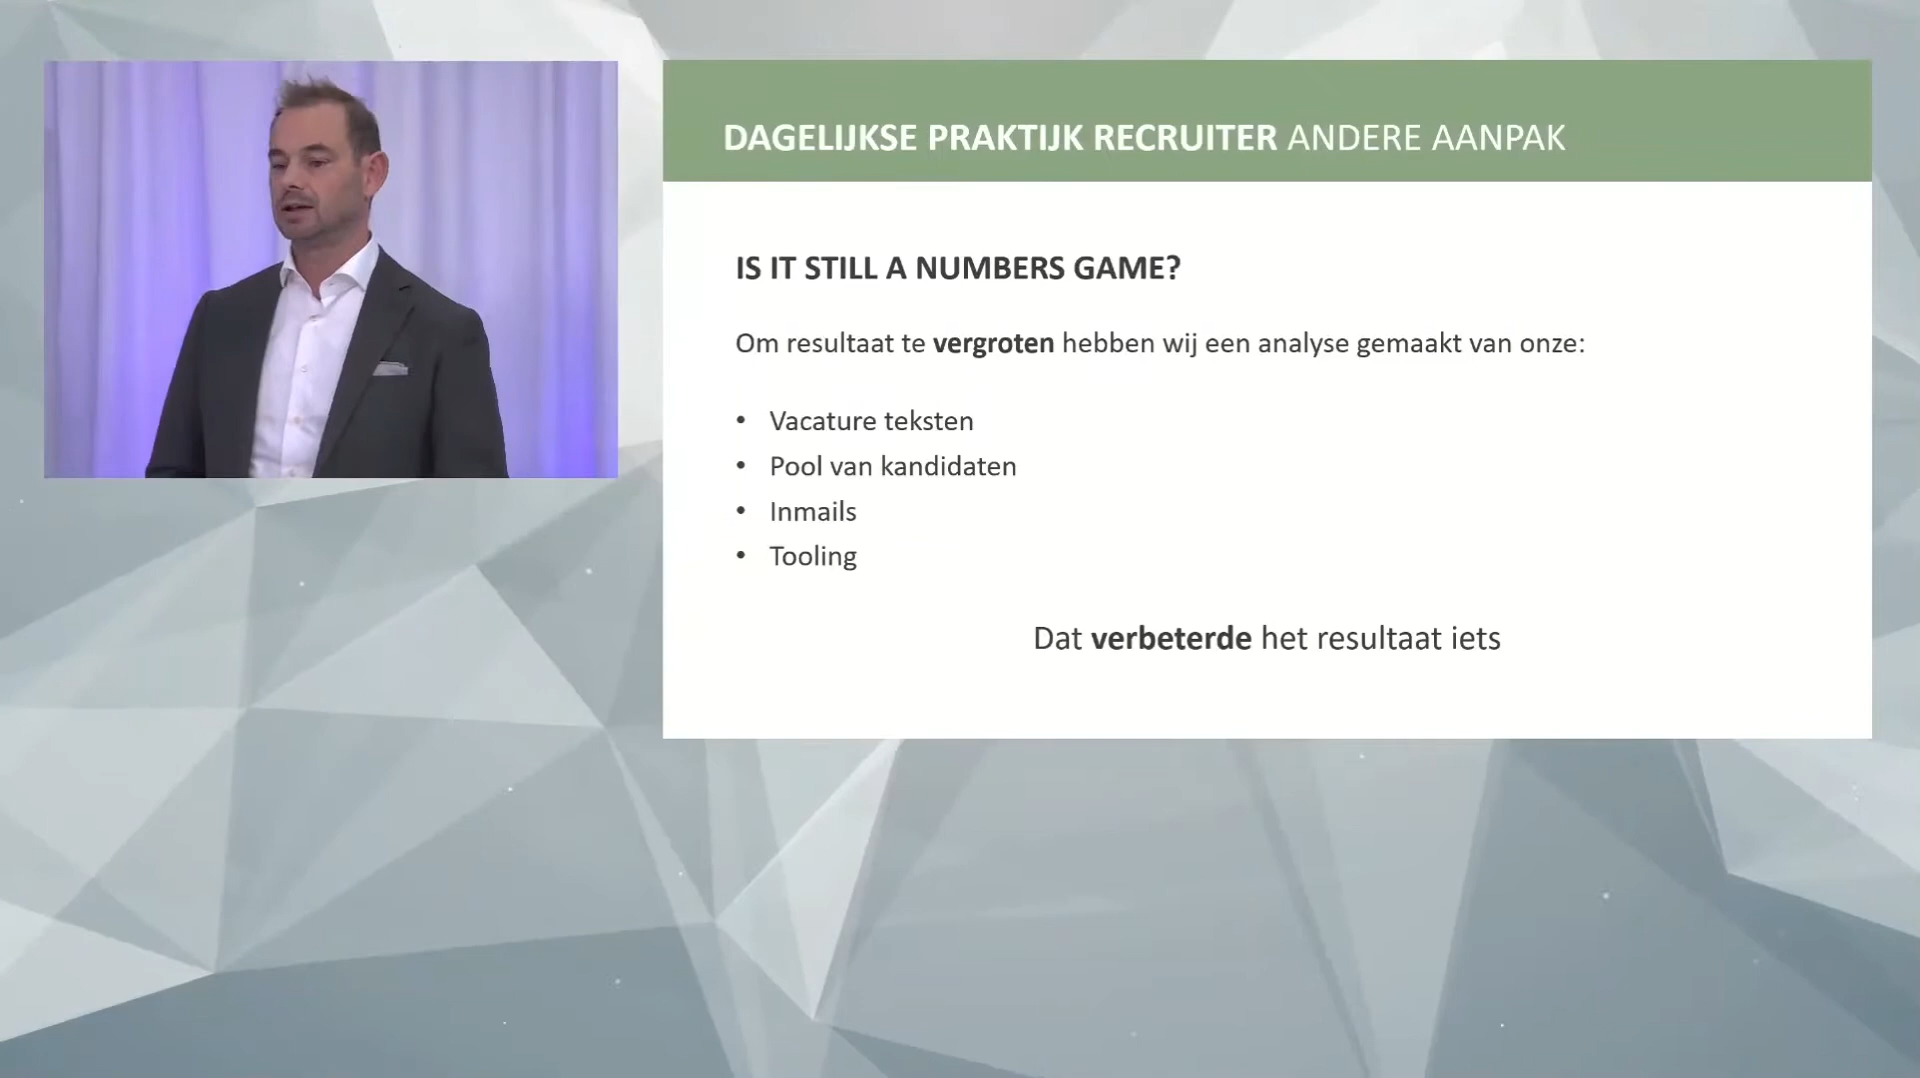 DAGELIJKSE PRAKTIJK RECRUITER ANDERE AANPAK
IS IT STILL A NUMBERS GAME?
Om resultaat te vergroten hebben wij een analyse gemaakt van onze:
• Vacature teksten
• Pool van kandidaten
• Inmails
• Tooling
Dat verbeterde het resultaat iets